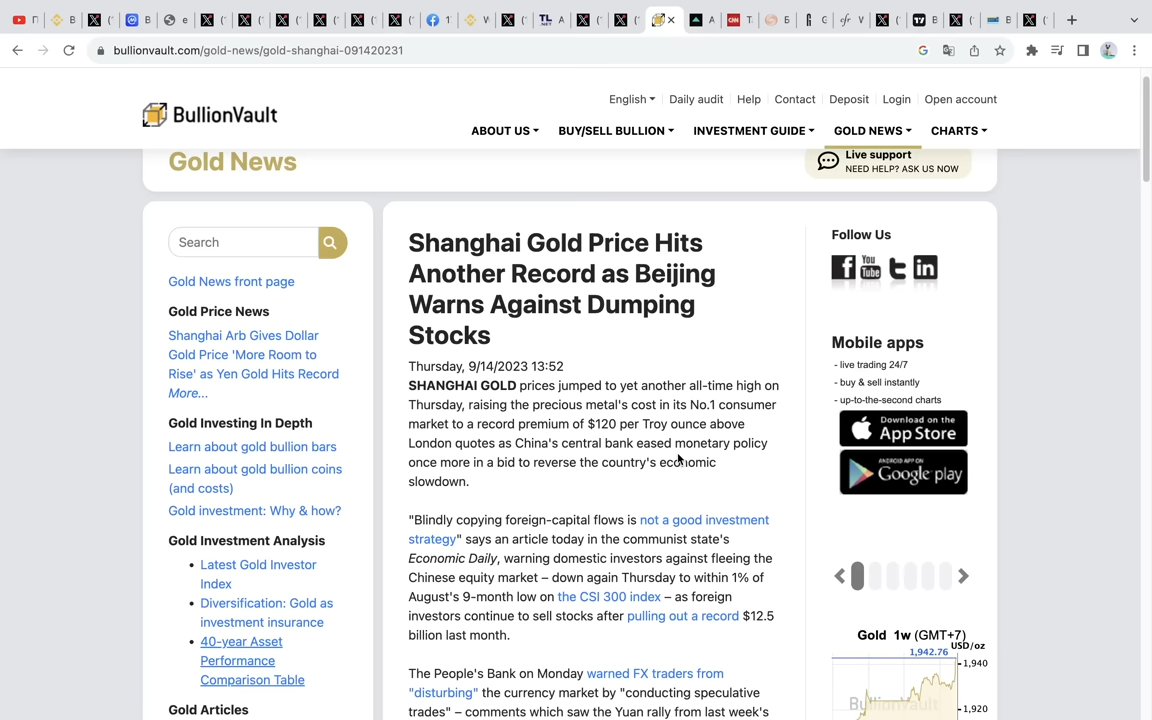 bullionvault.com/gold-news/gold-shanghai-091420231
BullionVault
English
Daily audit
Help
Contact
Deposit
Login
Open account
ABOUT US
BUY/SELL BULLION
INVESTMENT GUIDE
GOLD NEWS
CHARTS
Gold News
Live support
NEED HELP? ASK US NOW
Search
Gold News front page
Gold Price News
Shanghai Arb Gives Dollar
Gold Price 'More Room to
Rise' as Yen Gold Hits Record
More...
Gold Investing In Depth
Learn about gold bullion bars
Learn about gold bullion coins
(and costs)
Gold investment: Why & how?
Gold Investment Analysis
Latest Gold Investor
Index
Diversification: Gold as
investment insurance
40-year Asset
Performance
Comparison Table
Gold Articles
Shanghai Gold Price Hits
Another Record as Beijing
Warns Against Dumping
Stocks
Thursday, 9/14/2023 13:52
SHANGHAI GOLD prices jumped to yet another all-time high on
Thursday, raising the precious metal's cost in its No.1 consumer
market to a record premium of $120 per Troy ounce above
London quotes as China's central bank eased monetary policy
once more in a bid to reverse the country's economic
slowdown.
"Blindly copying foreign-capital flows is not a good investment
strategy" says an article today in the communist state's
Economic Daily, warning domestic investors against fleeing the
Chinese equity market – down again Thursday to within 1% of
August's 9-month low on the CSI 300 index – as foreign
investors continue to sell stocks after pulling out a record $12.5
billion last month.
The People's Bank on Monday warned FX traders from
"disturbing" the currency market by "conducting speculative
trades" – comments which saw the Yuan rally from last week's
Follow Us
You
Tube
Mobile apps
- live trading 24/7
- buy & sell instantly
- up-to-the-second charts
Download on the
App Store
ANDROID APP ON
Google play
Gold 1w (GMT+7)
USD/oz
1,942.76
1,940
BullionVault
1,920